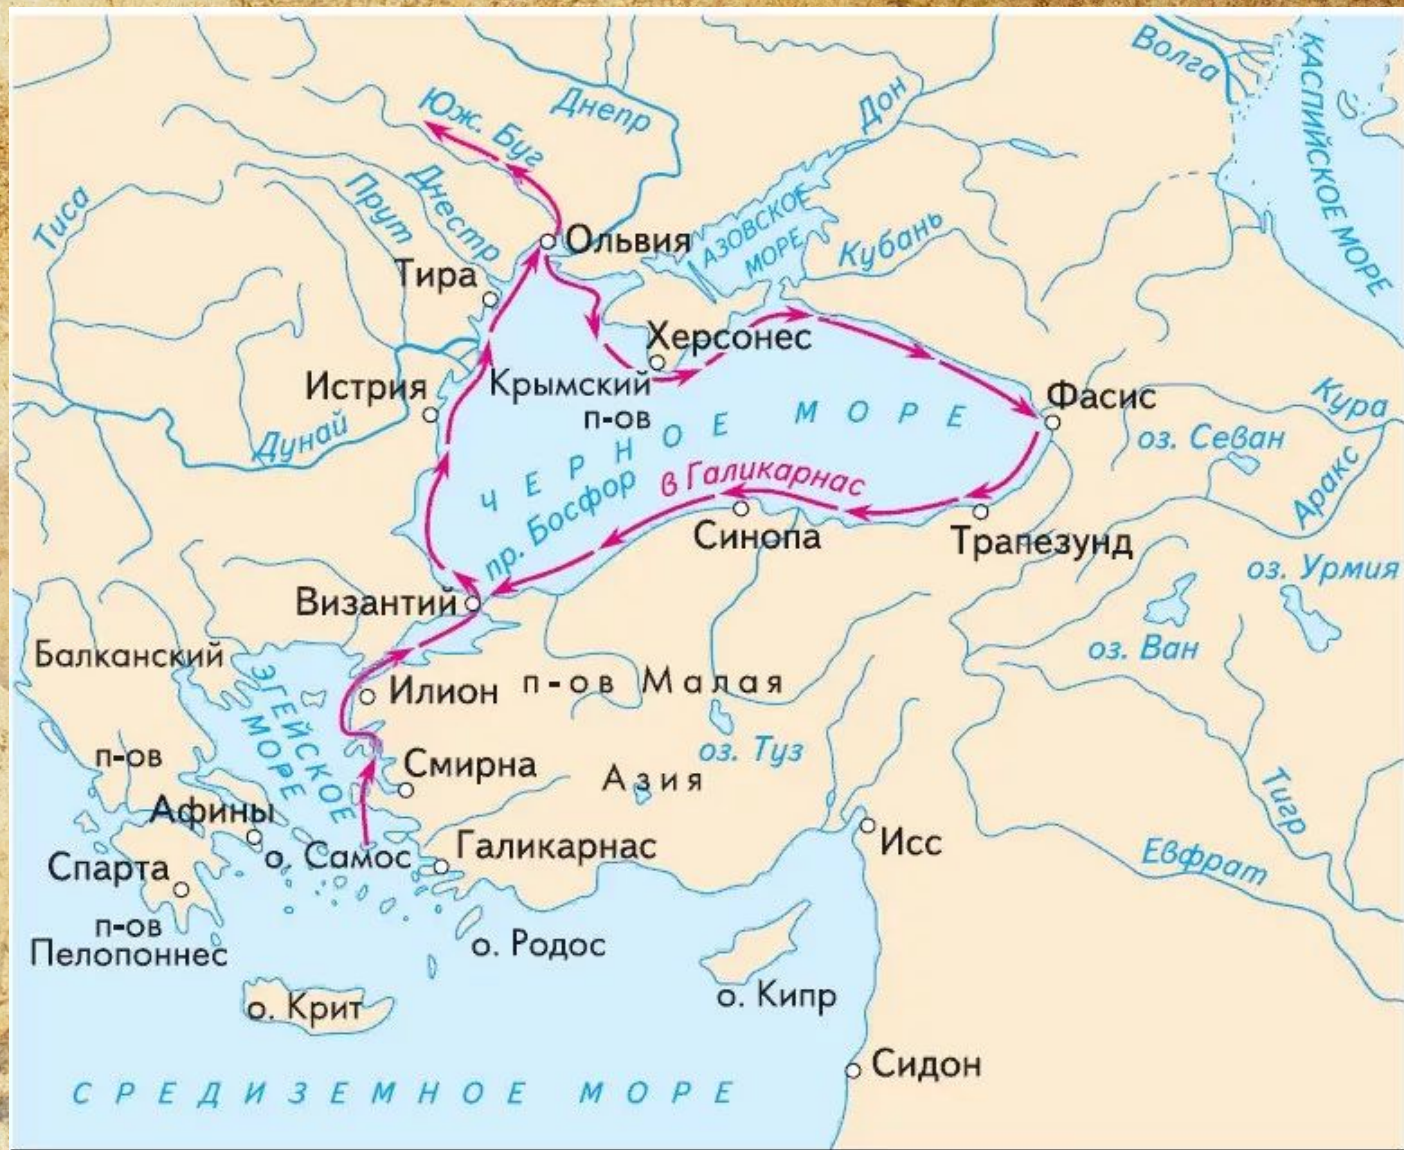 Волга
КАСПИЙСКОЕ МОРЕ
Юж. Буг
Днепр
Дон
Тиса
Прут
Днестр
Ольвия
АЗОВСКОЕ
МОРЕ
Кубань
Тира
Херсонес
Истрия
Крымский
п-ов
Фасис
Кура
Дунай
ЧЕРНОЕ МОРЕ
оз. Севан
Аракс
в Галикарнас
пр. Босфор
Синопа
Трапезунд
оз. Урмия
Византий
оз. Ван
Балканский
п-ов
ЭГЕЙСКОЕ
МОРЕ
Илион
п-ов Малая
Азия
оз. Туз
Смирна
Тигр
Афины
о. Самос
Галикарнас
Исс
Евфрат
Спарта
п-ов
Пелопоннес
о. Родос
о. Крит
о. Кипр
Сидон
СРЕДИЗЕМНОЕ МОРЕ